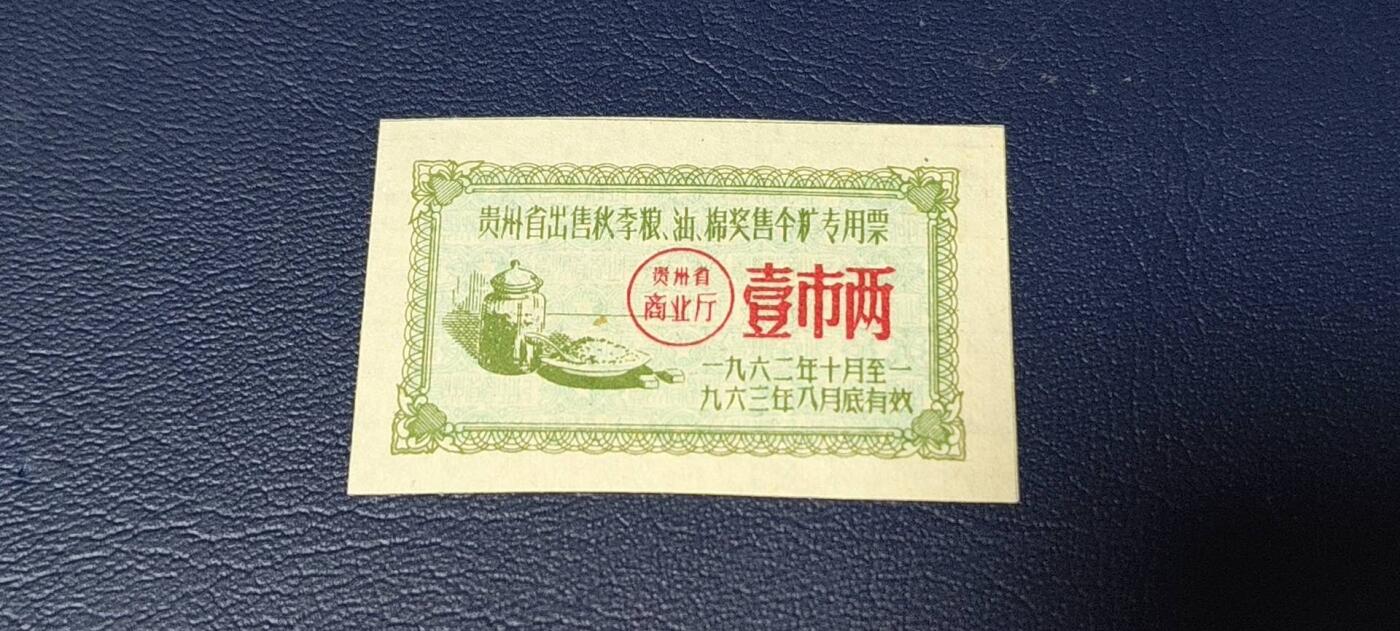 贵州省出售秋季粮、油、棉奖售个矿专用票
贵州省
商业厅
壹市两
一九六二年十月至一
九六三年八月底有效